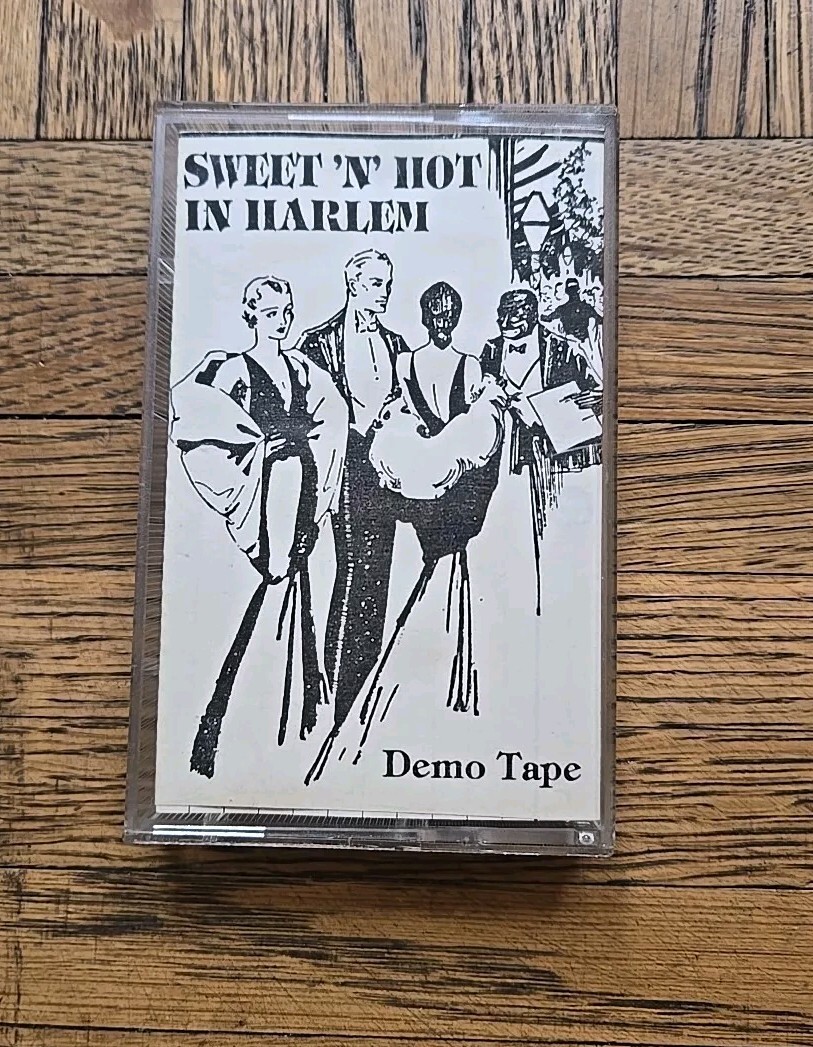 SWEET 'N' HOT
IN HARLEM
Demo Tape